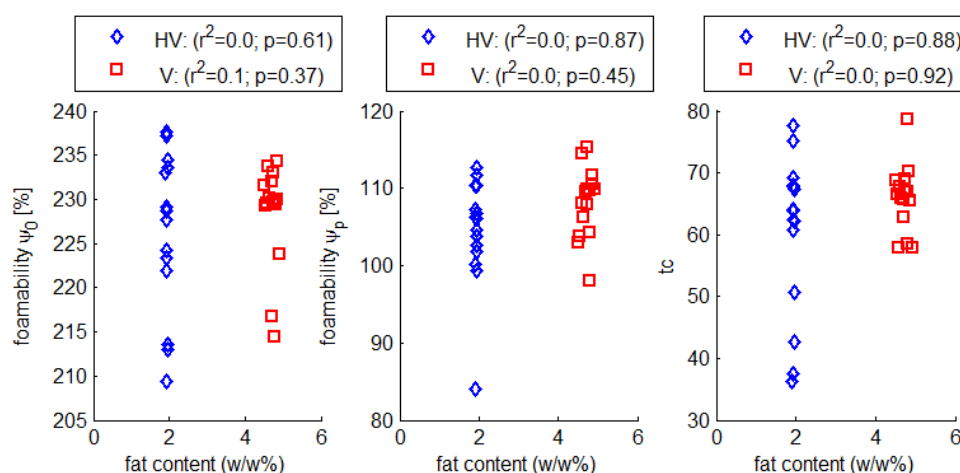 HV: (r²=0.0; p=0.61)
V: (r²=0.1; p=0.37)
240
235
230
225
220
215
210
205
0
2
4
6
foamability ψ₀ [%]
fat content (w/w%)
HV: (r²=0.0; p=0.87)
V: (r²=0.0; p=0.45)
120
110
100
90
80
0
2
4
6
foamability ψₚ [%]
fat content (w/w%)
HV: (r²=0.0; p=0.88)
V: (r²=0.0; p=0.92)
80
70
60
50
40
30
0
2
4
6
tc
fat content (w/w%)